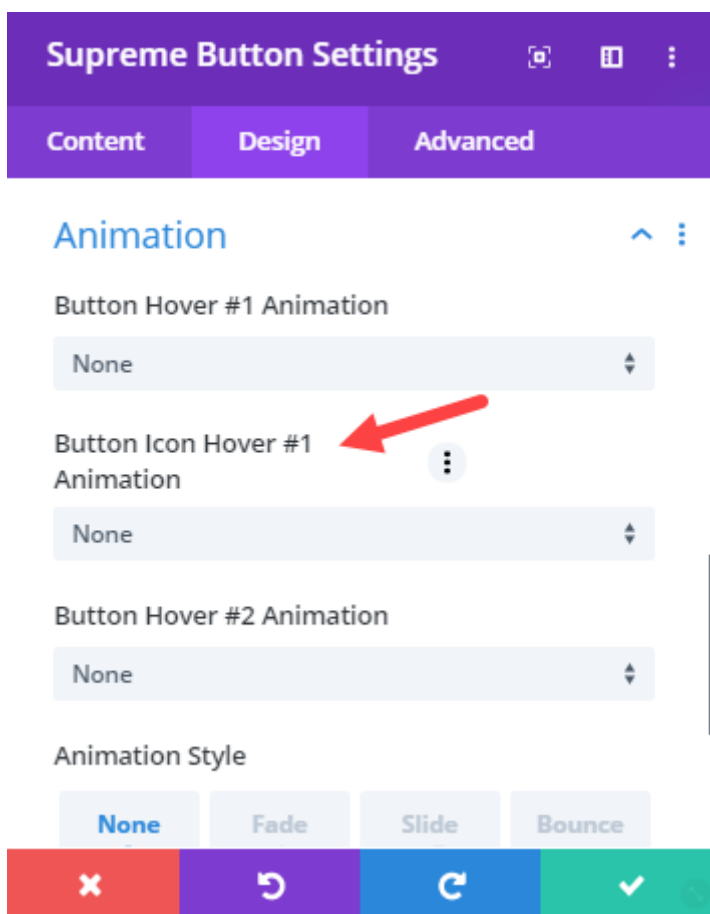 Supreme Button Settings
Content Design Advanced
Animation
Button Hover #1 Animation
None
Button Icon Hover #1
Animation
None
Button Hover #2 Animation
None
Animation Style
None Fade Slide Bounce